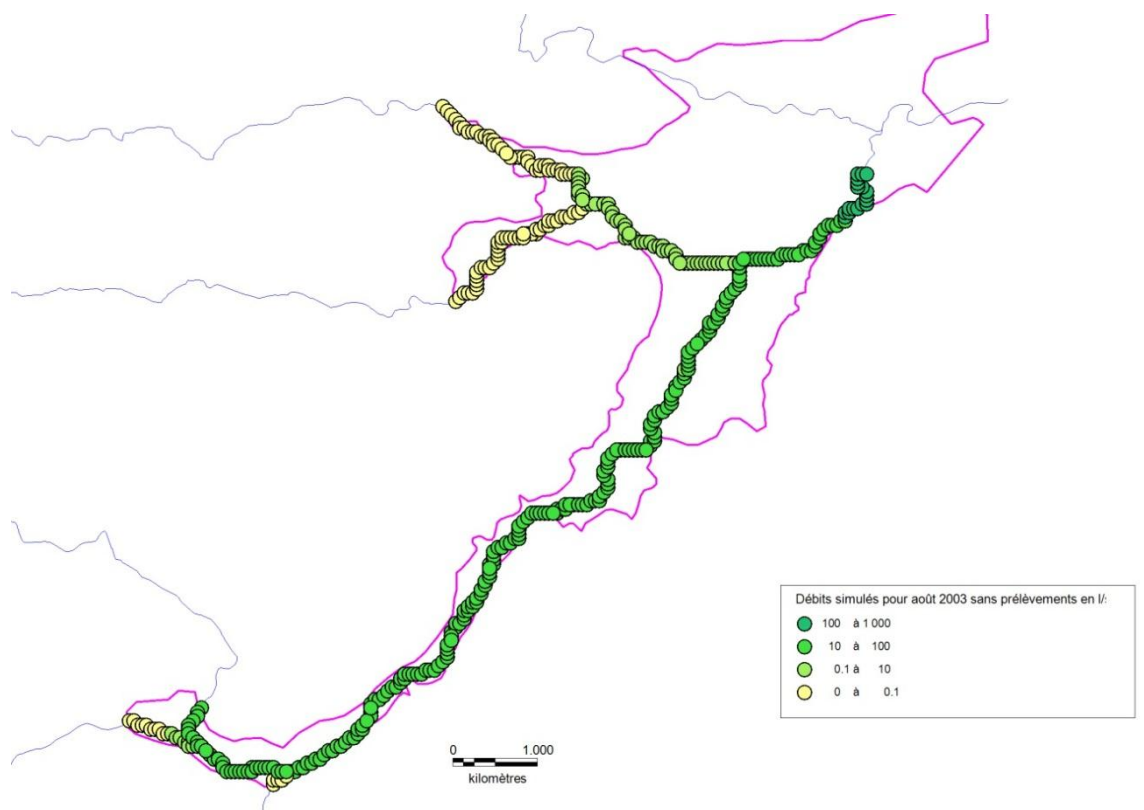 Débits simulés pour août 2003 sans prélèvements en l/s
100 à 1 000
10 à 100
0.1 à 10
0 à 0.1
0 1.000
kilomètres